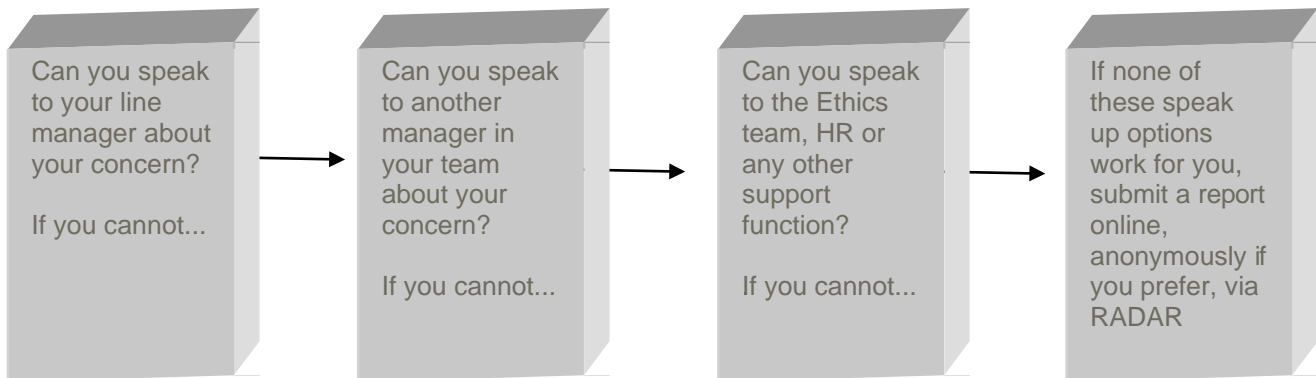 Can you speak
to your line
manager about
your concern?
If you cannot...
Can you speak
to another
manager in
your team
about your
concern?
If you cannot...
Can you speak
to the Ethics
team, HR or
any other
support
function?
If you cannot...
If none of
these speak
up options
work for you,
submit a report
online,
anonymously if
you prefer, via
RADAR